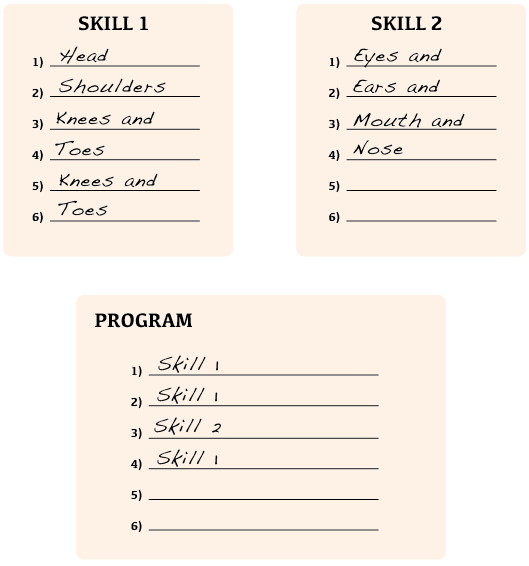 SKILL 1
1) Head
2) Shoulders
3) Knees and
4) Toes
5) Knees and
6) Toes
SKILL 2
1) Eyes and
2) Ears and
3) Mouth and
4) Nose
5)
6)
PROGRAM
1) Skill 1
2) Skill 1
3) Skill 2
4) Skill 1
5)
6)